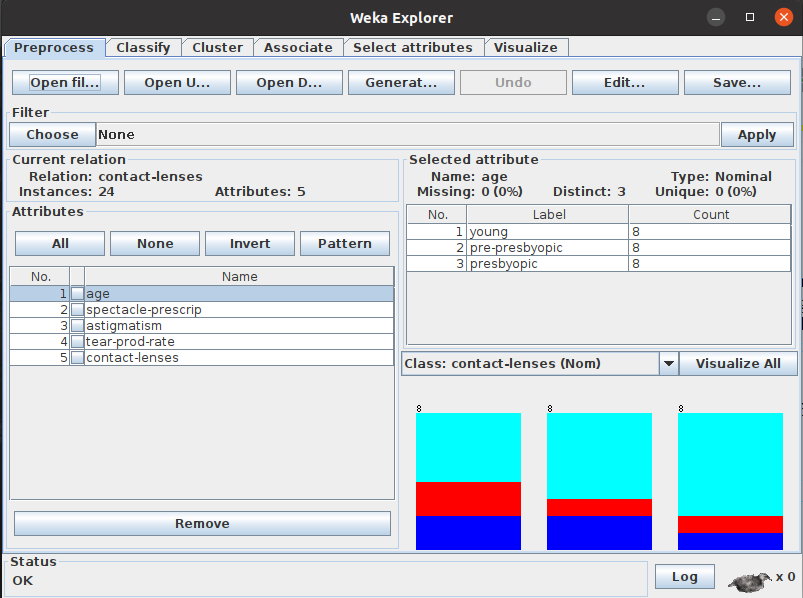 Weka Explorer
Preprocess Classify Cluster Associate Select attributes Visualize
Open fil... Open U... Open D... Generat... Undo Edit... Save...
Filter
Choose None Apply
Current relation
Relation: contact-lenses
Instances: 24 Attributes: 5
Selected attribute
Name: age Type: Nominal
Missing: 0 (0%) Distinct: 3 Unique: 0 (0%)
Attributes
All None Invert Pattern
No. Name
1 age
2 spectacle-prescrip
3 astigmatism
4 tear-prod-rate
5 contact-lenses
Remove
No. Label Count
1 young 8
2 pre-presbyopic 8
3 presbyopic 8
Class: contact-lenses (Nom) Visualize All
8 8 8
Status
OK
Log x 0